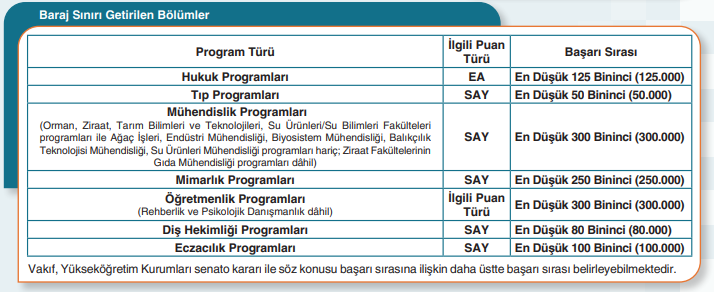 Baraj Sınırı Getirilen Bölümler
Program Türü
İlgili Puan
Türü
Başarı Sırası
Hukuk Programları
EA
En Düşük 125 Bininci (125.000)
Tıp Programları
SAY
En Düşük 50 Bininci (50.000)
Mühendislik Programları
(Orman, Ziraat, Tarım Bilimleri ve Teknolojileri, Su Ürünleri/Su Bilimleri Fakülteleri
programları ile Ağaç İşleri, Endüstri Mühendisliği, Biyosistem Mühendisliği, Balıkçılık
Teknolojisi Mühendisliği, Su Ürünleri Mühendisliği programları hariç; Ziraat Fakültelerinin
Gıda Mühendisliği programları dâhil)
SAY
En Düşük 300 Bininci (300.000)
Mimarlık Programları
SAY
En Düşük 250 Bininci (250.000)
Öğretmenlik Programları
(Rehberlik ve Psikolojik Danışmanlık dâhil)
İlgili Puan
Türü
En Düşük 300 Bininci (300.000)
Diş Hekimliği Programları
SAY
En Düşük 80 Bininci (80.000)
Eczacılık Programları
SAY
En Düşük 100 Bininci (100.000)
Vakıf, Yükseköğretim Kurumları senato kararı ile söz konusu başarı sırasına ilişkin daha üstte başarı sırası belirleyebilmektedir.